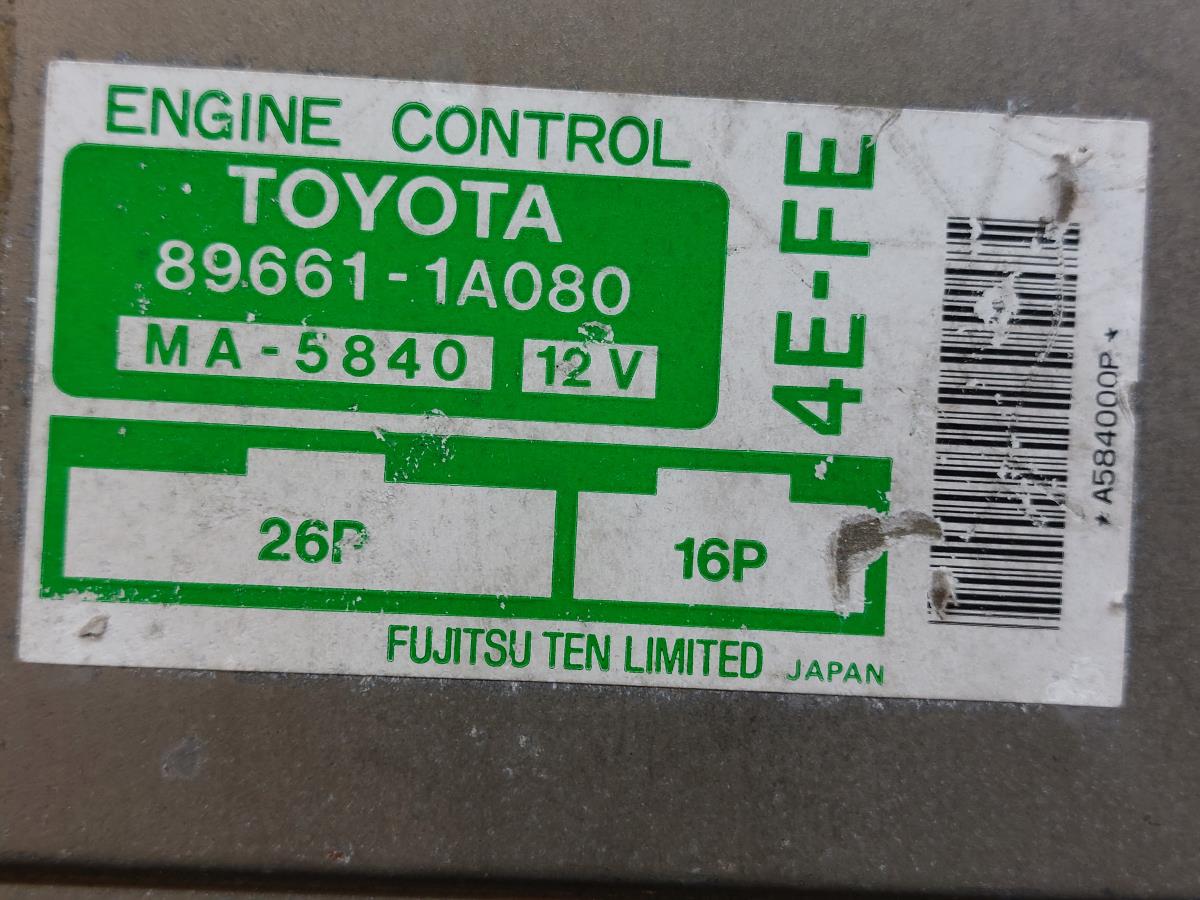 ENGINE CONTROL
TOYOTA
89661-1A080
MA-5840 12V
4E-FE
26P 16P
FUJITSU TEN LIMITED JAPAN
*A584000P*